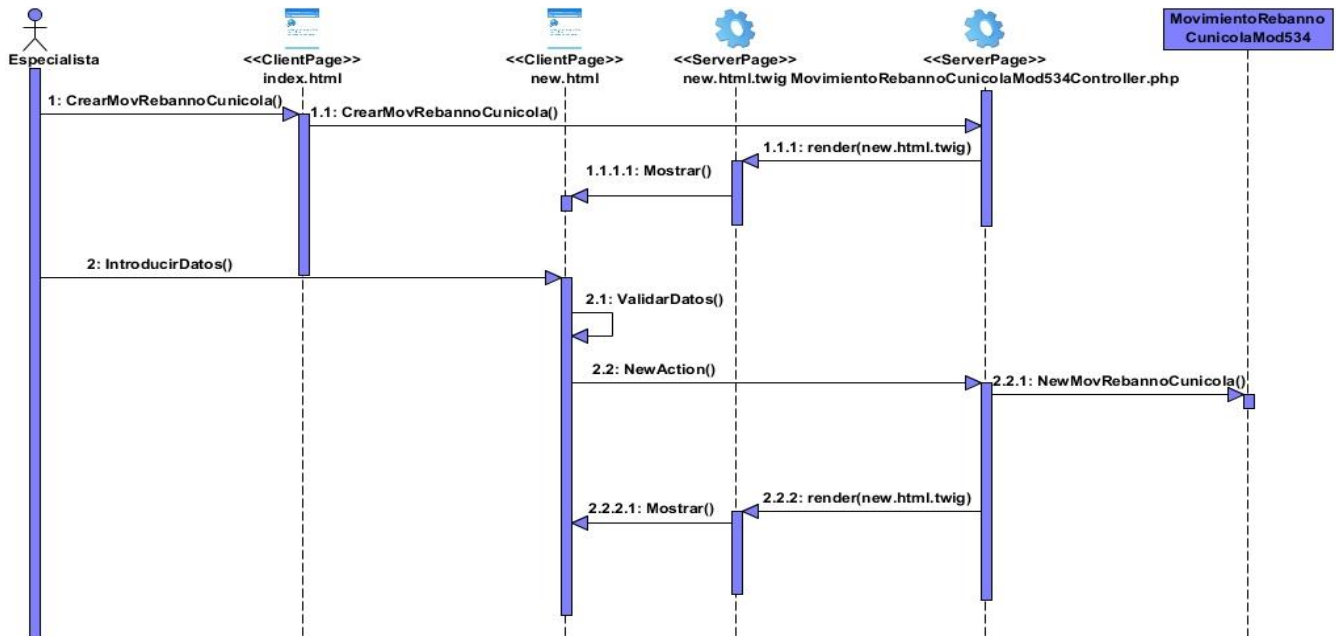 MovimientoRebanno
CunicolaMod534
Especialista
<<ClientPage>>
index.html
<<ClientPage>>
new.html
<<ServerPage>>
new.html.twig
<<ServerPage>>
MovimientoRebannoCunicolaMod534Controller.php
1: CrearMovRebannoCunicola()
1.1: CrearMovRebannoCunicola()
1.1.1: render(new.html.twig)
1.1.1.1: Mostrar()
2: IntroducirDatos()
2.1: ValidarDatos()
2.2: NewAction()
2.2.1: NewMovRebannoCunicola()
2.2.2: render(new.html.twig)
2.2.2.1: Mostrar()